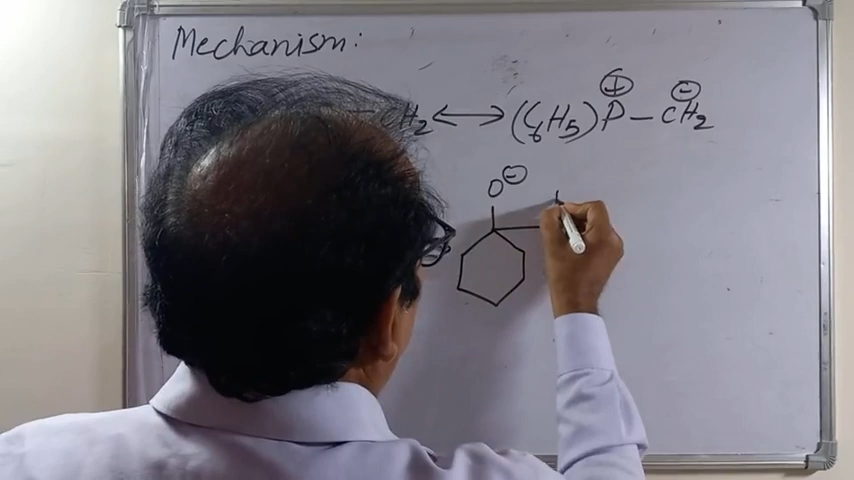 Mechanism:
CH2 ⟷ (C6H5)P⊕ — CH2⊖
O⊖